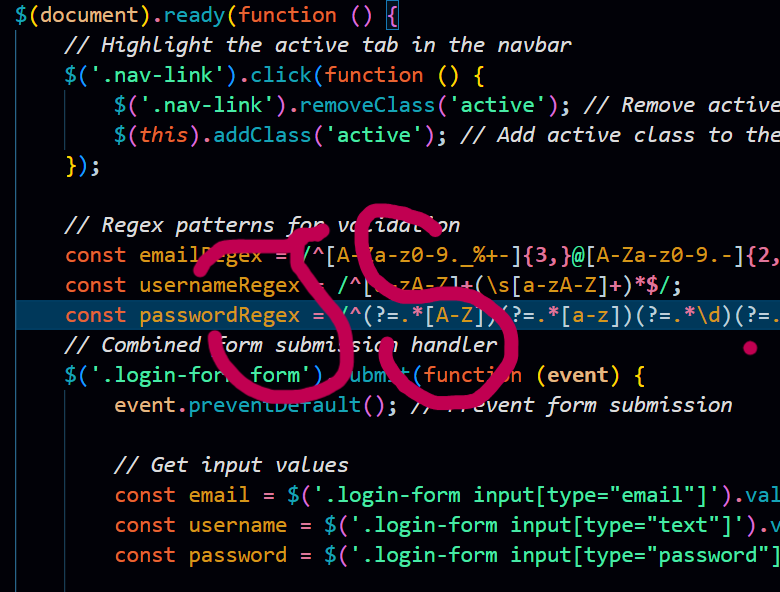 $(document).ready(function () {
// Highlight the active tab in the navbar
$('.nav-link').click(function () {
$('.nav-link').removeClass('active'); // Remove active
$(this).addClass('active'); // Add active class to the
});
// Regex patterns for validation
const emailRegex = /^[A-Za-z0-9._%+-]{3,}@[A-Za-z0-9.-]{2,
const usernameRegex = /^[a-zA-Z]+(\s[a-zA-Z]+)*$/;
const passwordRegex = /^(?=.*[A-Z])(?=.*[a-z])(?=.*\d)(?=.
// Combined form submission handler
$('.login-form form').submit(function (event) {
event.preventDefault(); // Prevent form submission
// Get input values
const email = $('.login-form input[type="email"]').val
const username = $('.login-form input[type="text"]').v
const password = $('.login-form input[type="password"]
JS